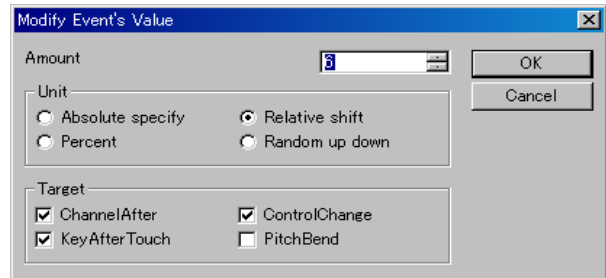 Modify Event's Value
Amount 6 OK
Unit Cancel
Absolute specify Relative shift
Percent Random up down
Target
ChannelAfter ControlChange
KeyAfterTouch PitchBend